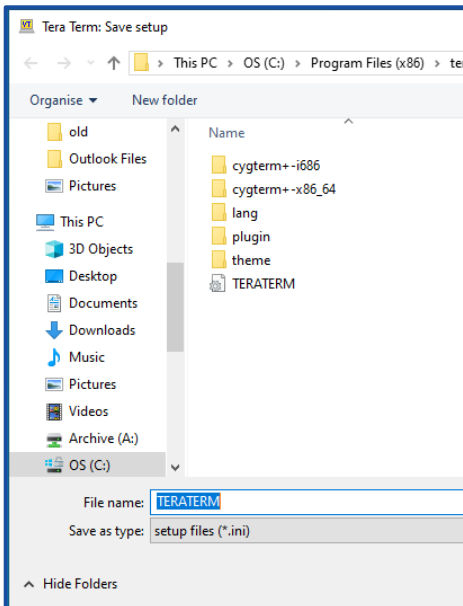 VT Tera Term: Save setup
This PC > OS (C:) > Program Files (x86) > te
Organise New folder
old
Outlook Files
Pictures
This PC
3D Objects
Desktop
Documents
Downloads
Music
Pictures
Videos
Archive (A:)
OS (C:)
Name
cygterm+-i686
cygterm+-x86_64
lang
plugin
theme
TERATERM
File name: TERATERM
Save as type: setup files (*.ini)
Hide Folders